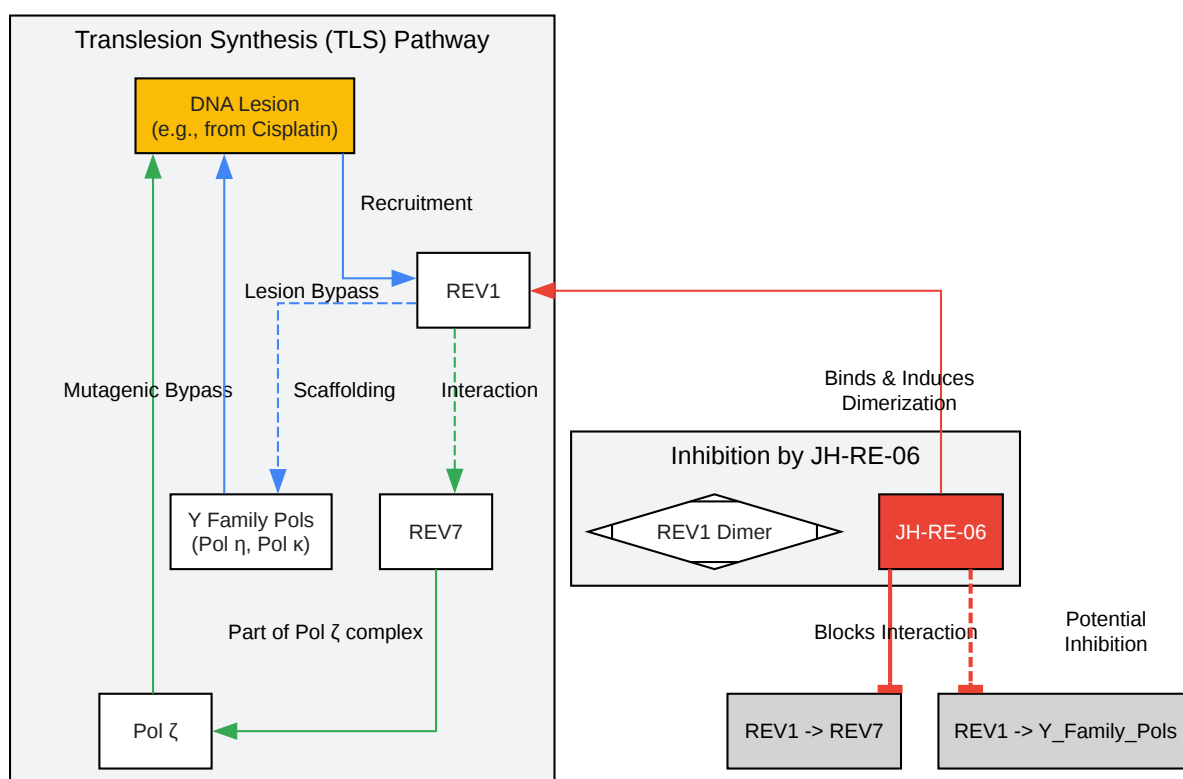 Translesion Synthesis (TLS) Pathway
DNA Lesion
(e.g., from Cisplatin)
Recruitment
Lesion Bypass
REV1
Mutagenic Bypass
Scaffolding
Interaction
Binds & Induces
Dimerization
Inhibition by JH-RE-06
Y Family Pols
(Pol η, Pol κ)
REV7
REV1 Dimer
JH-RE-06
Part of Pol ζ complex
Blocks Interaction
Potential
Inhibition
Pol ζ
REV1 -> REV7
REV1 -> Y_Family_Pols